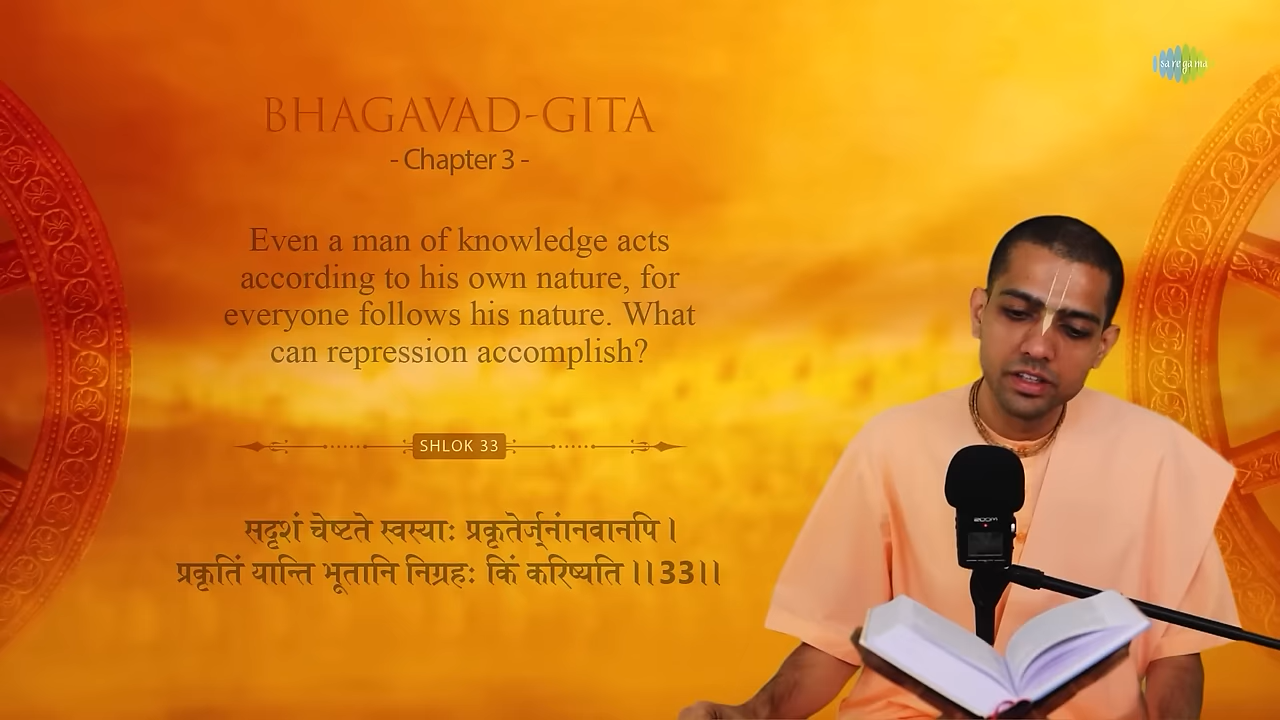 saregama
BHAGAVAD-GITA
- Chapter 3 -
Even a man of knowledge acts
according to his own nature, for
everyone follows his nature. What
can repression accomplish?
SHLOK 33
सदृशं चेष्टते स्वस्याः प्रकृतेर्ज्नांनवानपि ।
प्रकृतिं यान्ति भूतानि निग्रहः किं करिष्यति ।।33।।
zoom